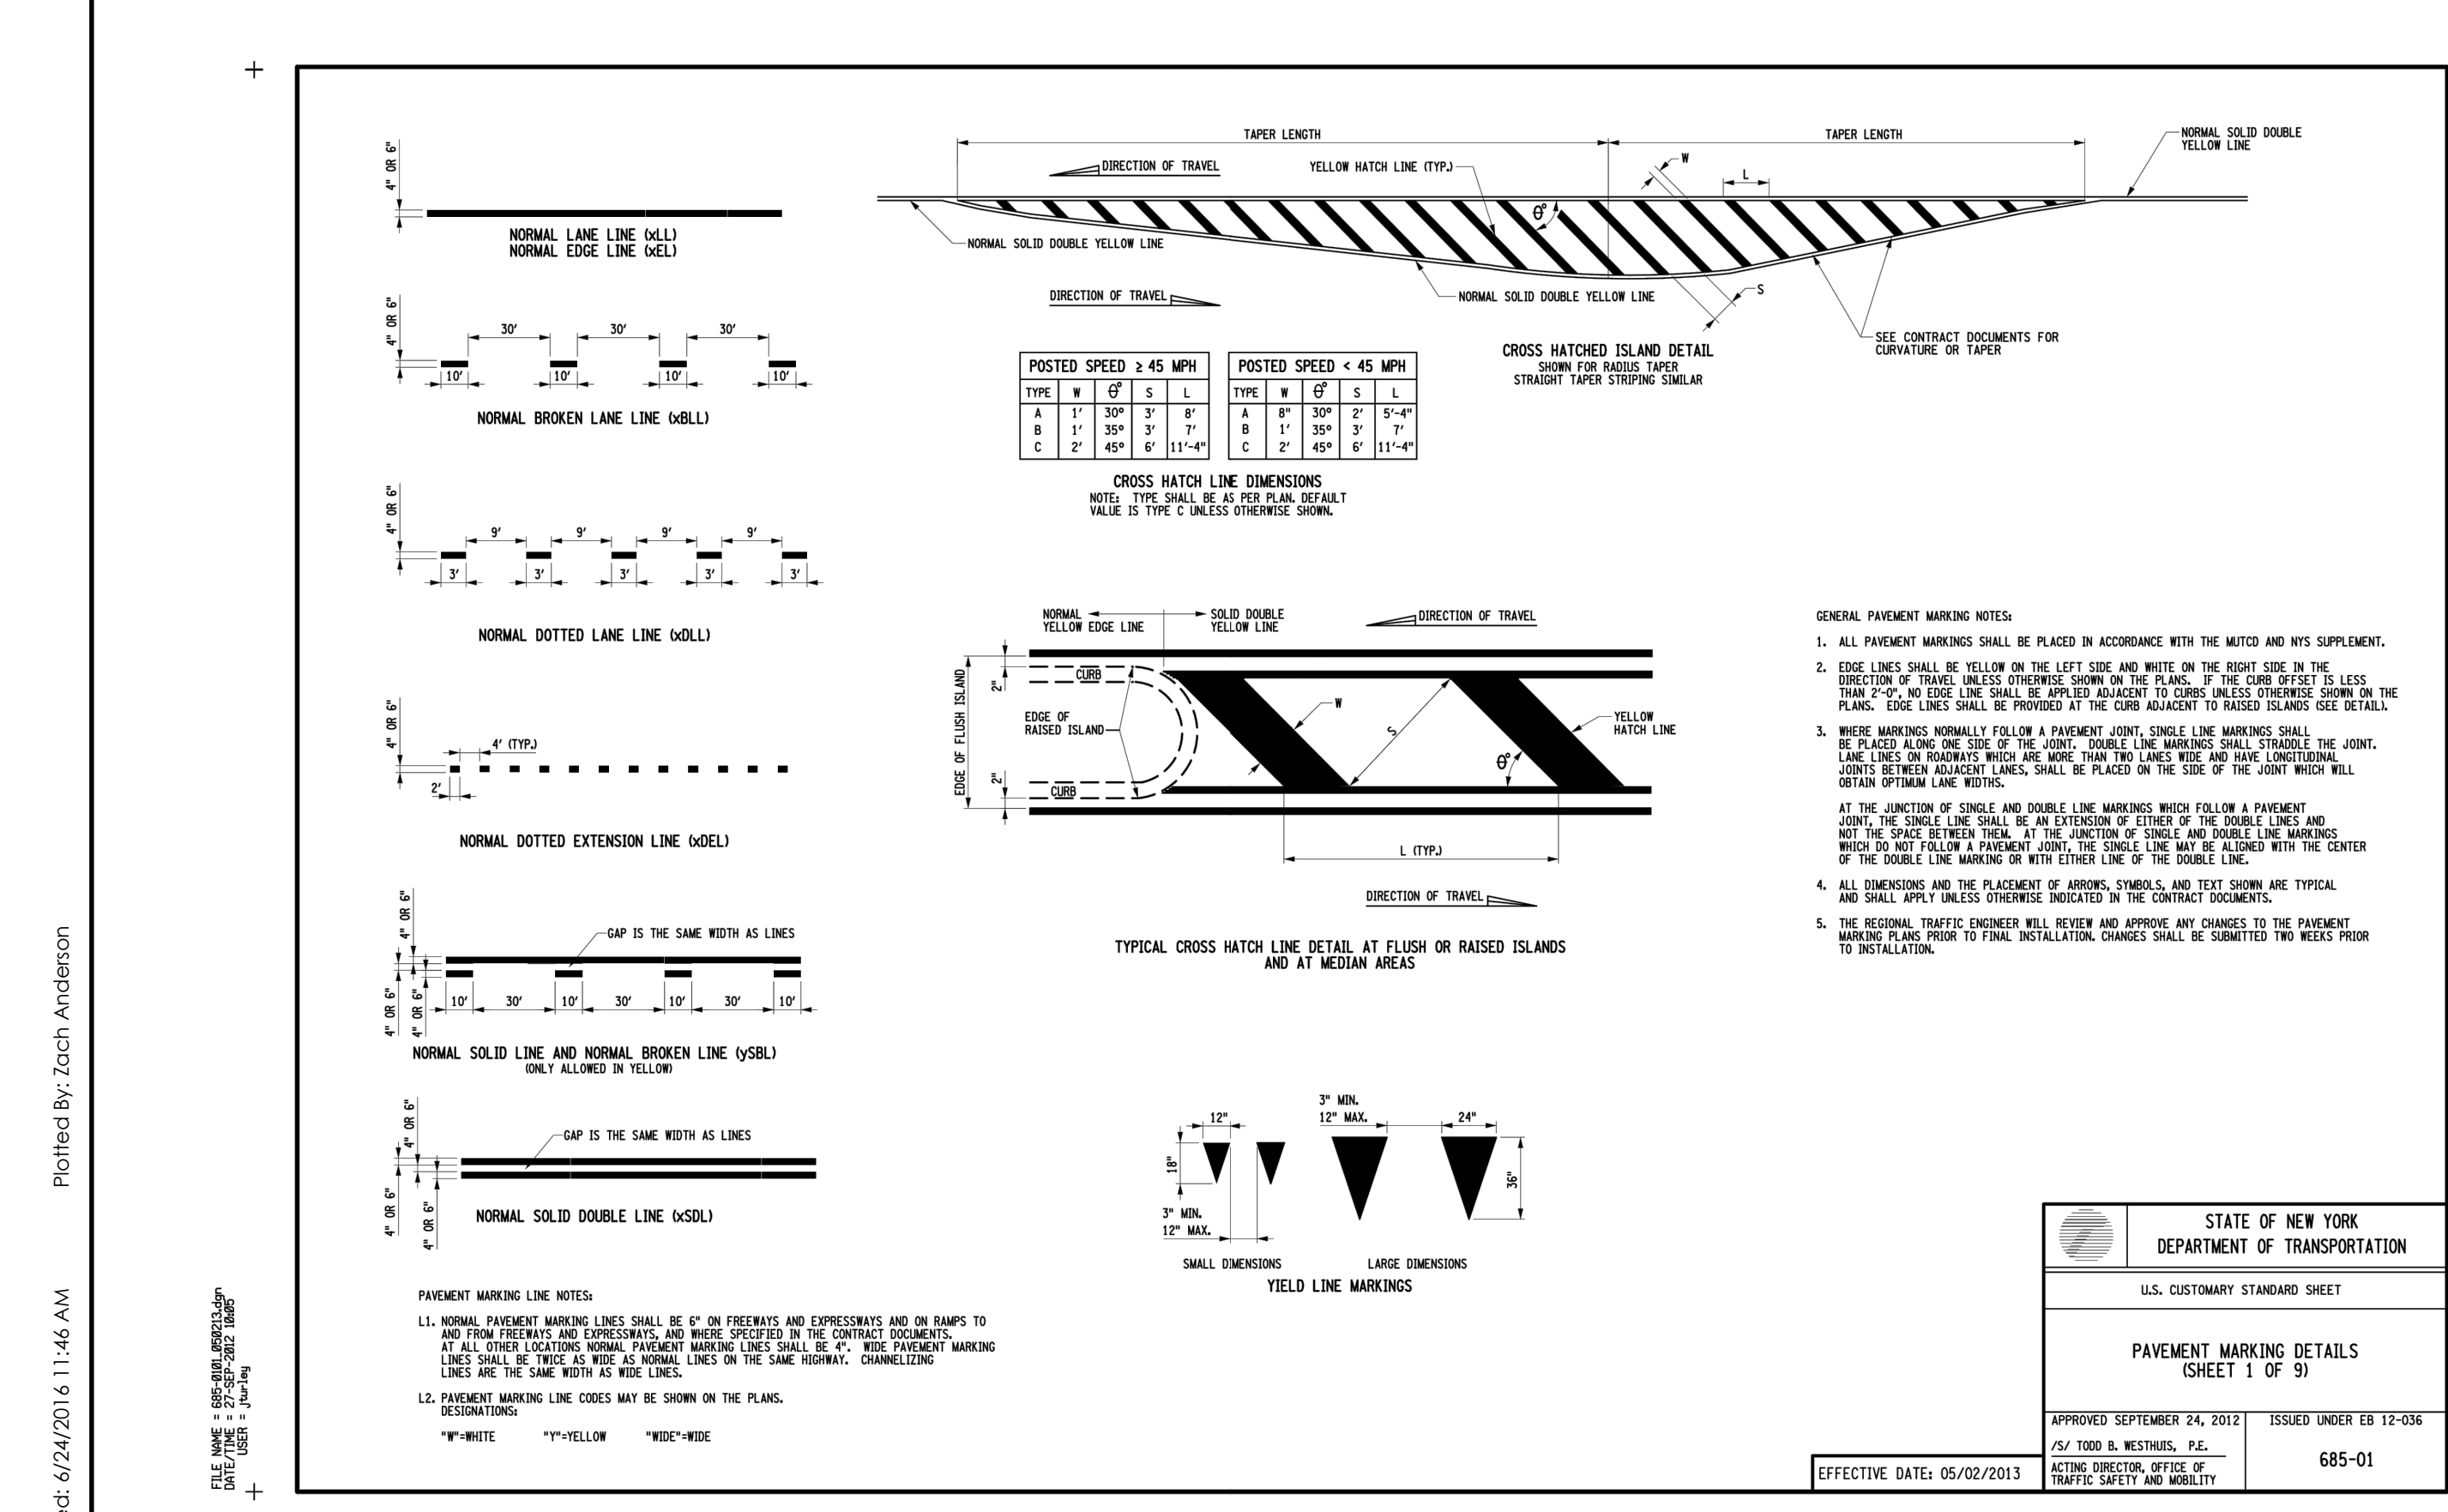 Plotted By: Zach Anderson
ed: 6/24/2016 11:46 AM
FILE NAME = 685-0101_050213.dgn
DATE/TIME = 27-SEP-2012 10:05
USER = jturley
4" OR 6"
NORMAL LANE LINE (xLL)
NORMAL EDGE LINE (xEL)
4" OR 6"
30' 30' 30'
10' 10' 10' 10'
NORMAL BROKEN LANE LINE (xBLL)
4" OR 6"
9' 9' 9' 9'
3' 3' 3' 3' 3'
NORMAL DOTTED LANE LINE (xDLL)
4" OR 6"
4' (TYP.)
2'
NORMAL DOTTED EXTENSION LINE (xDEL)
4" OR 6"
GAP IS THE SAME WIDTH AS LINES
4" OR 6"
4" OR 6"
10' 30' 10' 30' 10' 30' 10'
NORMAL SOLID LINE AND NORMAL BROKEN LINE (ySBL)
(ONLY ALLOWED IN YELLOW)
4" OR 6"
GAP IS THE SAME WIDTH AS LINES
4" OR 6"
4" OR 6"
NORMAL SOLID DOUBLE LINE (xSDL)
PAVEMENT MARKING LINE NOTES:
L1. NORMAL PAVEMENT MARKING LINES SHALL BE 6" ON FREEWAYS AND EXPRESSWAYS AND ON RAMPS TO
AND FROM FREEWAYS AND EXPRESSWAYS, AND WHERE SPECIFIED IN THE CONTRACT DOCUMENTS.
AT ALL OTHER LOCATIONS NORMAL PAVEMENT MARKING LINES SHALL BE 4". WIDE PAVEMENT MARKING
LINES SHALL BE TWICE AS WIDE AS NORMAL LINES ON THE SAME HIGHWAY. CHANNELIZING
LINES ARE THE SAME WIDTH AS WIDE LINES.
L2. PAVEMENT MARKING LINE CODES MAY BE SHOWN ON THE PLANS.
DESIGNATIONS:
"W"=WHITE "Y"=YELLOW "WIDE"=WIDE
TAPER LENGTH TAPER LENGTH
NORMAL SOLID DOUBLE
YELLOW LINE
DIRECTION OF TRAVEL
YELLOW HATCH LINE (TYP.)
W
L
θ°
NORMAL SOLID DOUBLE YELLOW LINE
DIRECTION OF TRAVEL
NORMAL SOLID DOUBLE YELLOW LINE
S
SEE CONTRACT DOCUMENTS FOR
CURVATURE OR TAPER
CROSS HATCHED ISLAND DETAIL
SHOWN FOR RADIUS TAPER
STRAIGHT TAPER STRIPING SIMILAR
POSTED SPEED ≥ 45 MPH
TYPE W θ° S L
A 1' 30° 3' 8'
B 1' 35° 3' 7'
C 2' 45° 6' 11'-4"
POSTED SPEED < 45 MPH
TYPE W θ° S L
A 8" 30° 2' 5'-4"
B 1' 35° 3' 7'
C 2' 45° 6' 11'-4"
CROSS HATCH LINE DIMENSIONS
NOTE: TYPE SHALL BE AS PER PLAN. DEFAULT
VALUE IS TYPE C UNLESS OTHERWISE SHOWN.
NORMAL
YELLOW EDGE LINE
SOLID DOUBLE
YELLOW LINE
DIRECTION OF TRAVEL
EDGE OF FLUSH ISLAND
2"
CURB
EDGE OF
RAISED ISLAND
W
S
YELLOW
HATCH LINE
θ°
2"
CURB
L (TYP.)
DIRECTION OF TRAVEL
TYPICAL CROSS HATCH LINE DETAIL AT FLUSH OR RAISED ISLANDS
AND AT MEDIAN AREAS
12"
18"
3" MIN.
12" MAX.
SMALL DIMENSIONS
3" MIN.
12" MAX.
24"
36"
LARGE DIMENSIONS
YIELD LINE MARKINGS
GENERAL PAVEMENT MARKING NOTES:
1. ALL PAVEMENT MARKINGS SHALL BE PLACED IN ACCORDANCE WITH THE MUTCD AND NYS SUPPLEMENT.
2. EDGE LINES SHALL BE YELLOW ON THE LEFT SIDE AND WHITE ON THE RIGHT SIDE IN THE
DIRECTION OF TRAVEL UNLESS OTHERWISE SHOWN ON THE PLANS. IF THE CURB OFFSET IS LESS
THAN 2'-0", NO EDGE LINE SHALL BE APPLIED ADJACENT TO CURBS UNLESS OTHERWISE SHOWN ON THE
PLANS. EDGE LINES SHALL BE PROVIDED AT THE CURB ADJACENT TO RAISED ISLANDS (SEE DETAIL).
3. WHERE MARKINGS NORMALLY FOLLOW A PAVEMENT JOINT, SINGLE LINE MARKINGS SHALL
BE PLACED ALONG ONE SIDE OF THE JOINT. DOUBLE LINE MARKINGS SHALL STRADDLE THE JOINT.
LANE LINES ON ROADWAYS WHICH ARE MORE THAN TWO LANES WIDE AND HAVE LONGITUDINAL
JOINTS BETWEEN ADJACENT LANES, SHALL BE PLACED ON THE SIDE OF THE JOINT WHICH WILL
OBTAIN OPTIMUM LANE WIDTHS.
AT THE JUNCTION OF SINGLE AND DOUBLE LINE MARKINGS WHICH FOLLOW A PAVEMENT
JOINT, THE SINGLE LINE SHALL BE AN EXTENSION OF EITHER OF THE DOUBLE LINES AND
NOT THE SPACE BETWEEN THEM. AT THE JUNCTION OF SINGLE AND DOUBLE LINE MARKINGS
WHICH DO NOT FOLLOW A PAVEMENT JOINT, THE SINGLE LINE MAY BE ALIGNED WITH THE CENTER
OF THE DOUBLE LINE MARKING OR WITH EITHER LINE OF THE DOUBLE LINE.
4. ALL DIMENSIONS AND THE PLACEMENT OF ARROWS, SYMBOLS, AND TEXT SHOWN ARE TYPICAL
AND SHALL APPLY UNLESS OTHERWISE INDICATED IN THE CONTRACT DOCUMENTS.
5. THE REGIONAL TRAFFIC ENGINEER WILL REVIEW AND APPROVE ANY CHANGES TO THE PAVEMENT
MARKING PLANS PRIOR TO FINAL INSTALLATION. CHANGES SHALL BE SUBMITTED TWO WEEKS PRIOR
TO INSTALLATION.
STATE OF NEW YORK
DEPARTMENT OF TRANSPORTATION
U.S. CUSTOMARY STANDARD SHEET
PAVEMENT MARKING DETAILS
(SHEET 1 OF 9)
APPROVED SEPTEMBER 24, 2012
ISSUED UNDER EB 12-036
/S/ TODD B. WESTHUIS, P.E.
ACTING DIRECTOR, OFFICE OF
TRAFFIC SAFETY AND MOBILITY
685-01
EFFECTIVE DATE: 05/02/2013